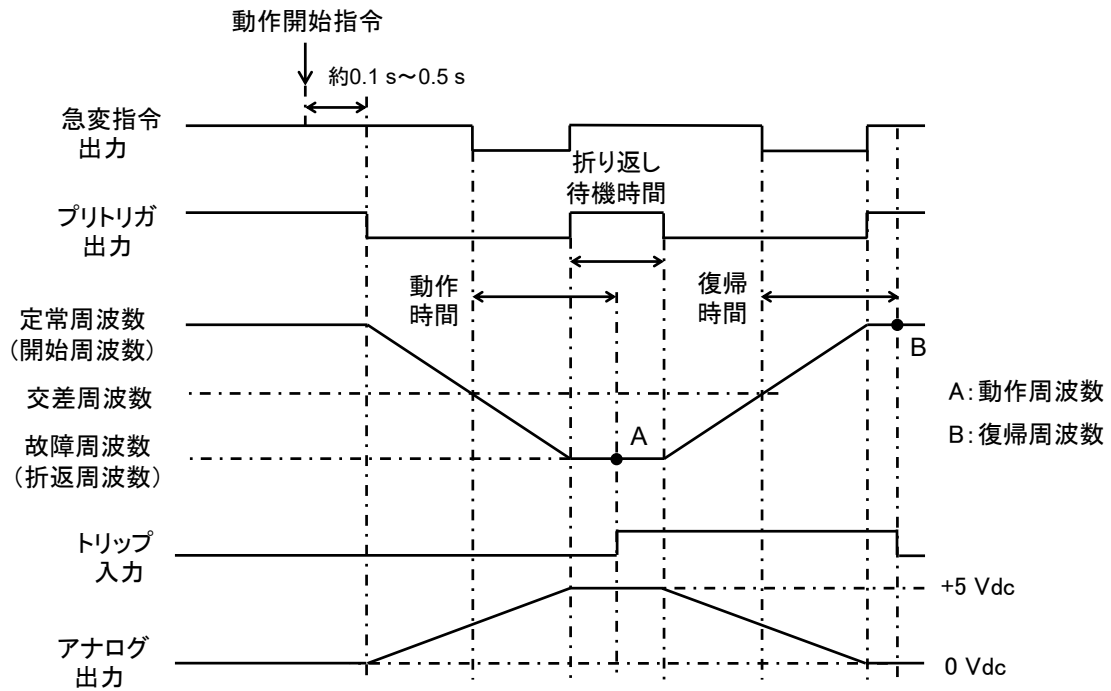 動作開始指令
約0.1 s～0.5 s
急変指令
出力
折り返し
待機時間
プリトリガ
出力
動作
時間
復帰
時間
定常周波数
（開始周波数）
B
交差周波数
A：動作周波数
A
B：復帰周波数
故障周波数
（折返周波数）
トリップ
入力
+5 Vdc
アナログ
出力
0 Vdc